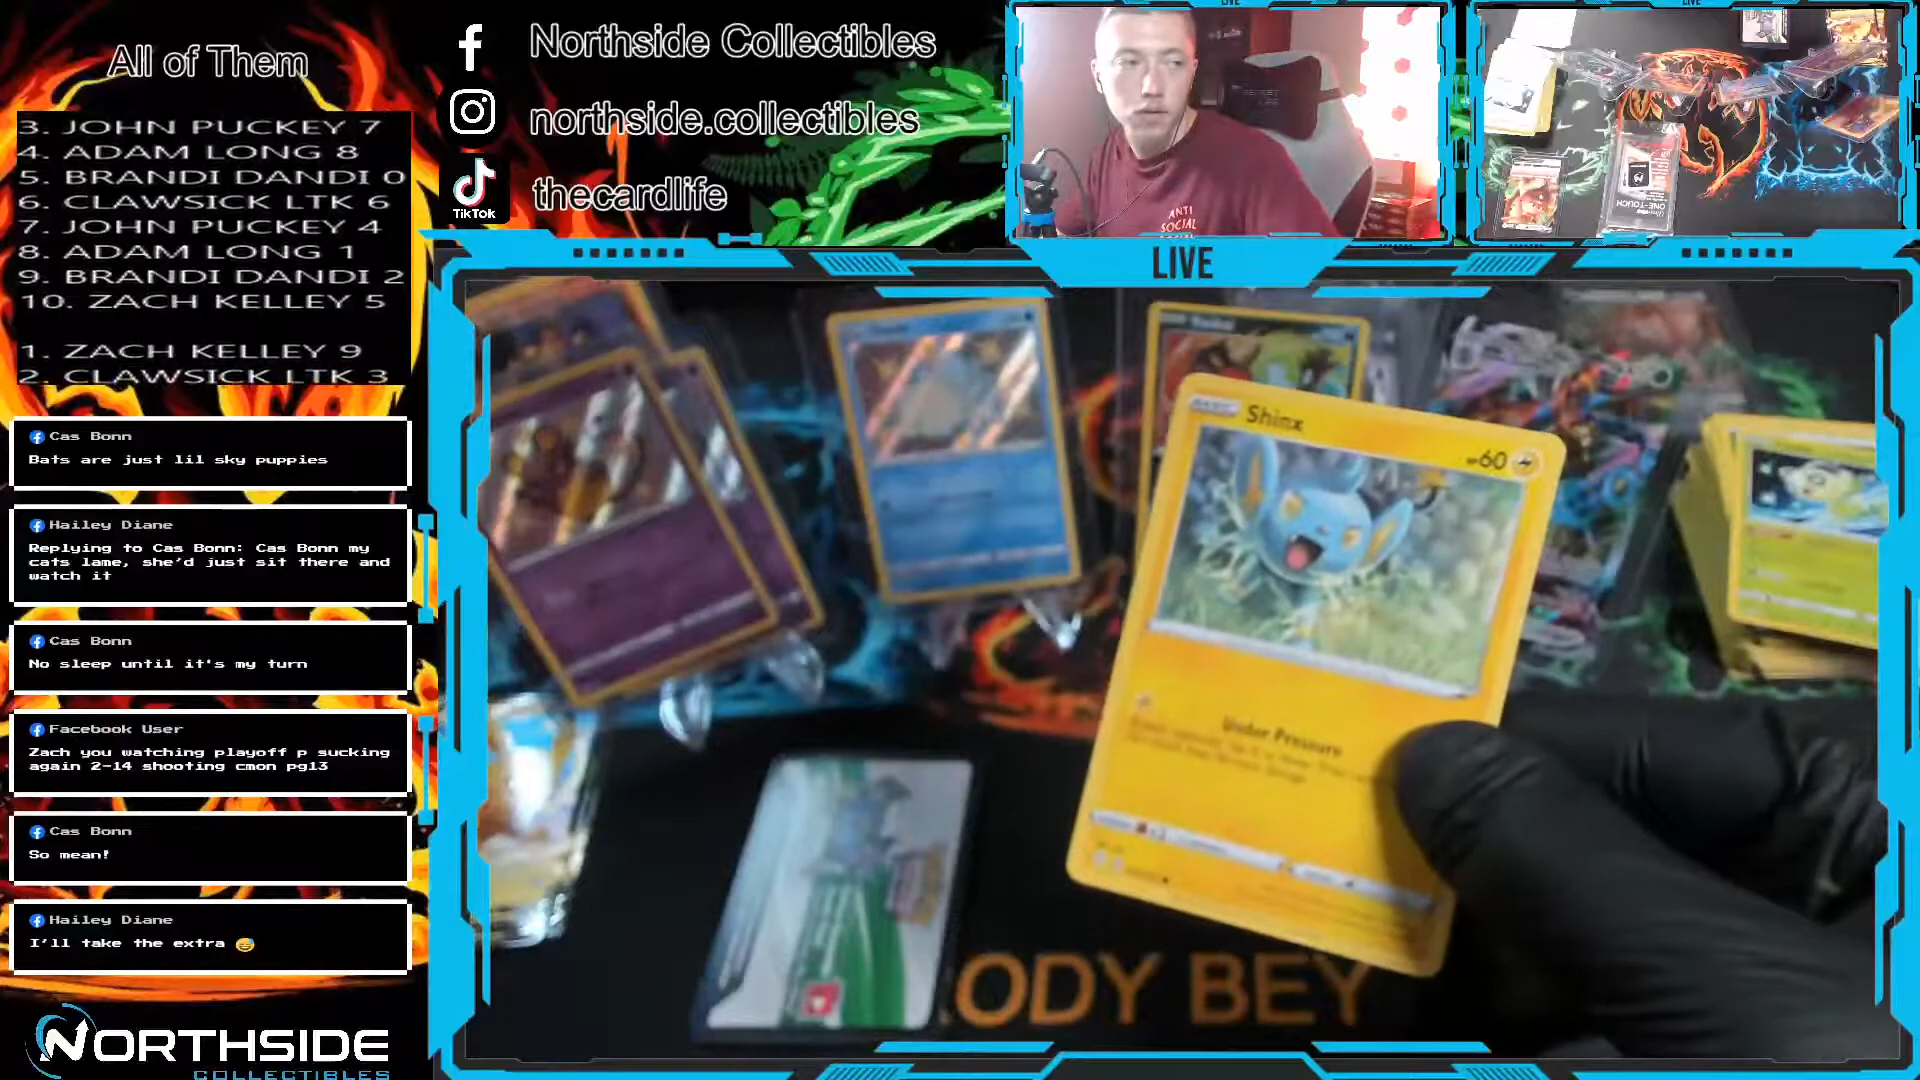 All of Them
3. JOHN PUCKEY 7
4. ADAM LONG 8
5. BRANDI DANDI 0
6. CLAWSICK LTK 6
7. JOHN PUCKEY 4
8. ADAM LONG 1
9. BRANDI DANDI 2
10. ZACH KELLEY 5
1. ZACH KELLEY 9
2. CLAWSICK LTK 3
Cas Bonn
Bats are just lil sky puppies
Hailey Diane
Replying to Cas Bonn: Cas Bonn my
cats lame, she'd just sit there and
watch it
Cas Bonn
No sleep until it's my turn
Facebook User
Zach you watching playoff p sucking
again 2-14 shooting cmon pg13
Cas Bonn
So mean!
Hailey Diane
I'll take the extra 😅
NORTHSIDE
COLLECTIBLES
Northside Collectibles
northside.collectibles
TikTok
thecardlife
ANTI
SOCIAL
LIVE
ONE-TOUCH
BASIC Shinx
60
Under Pressure
ODY BEY